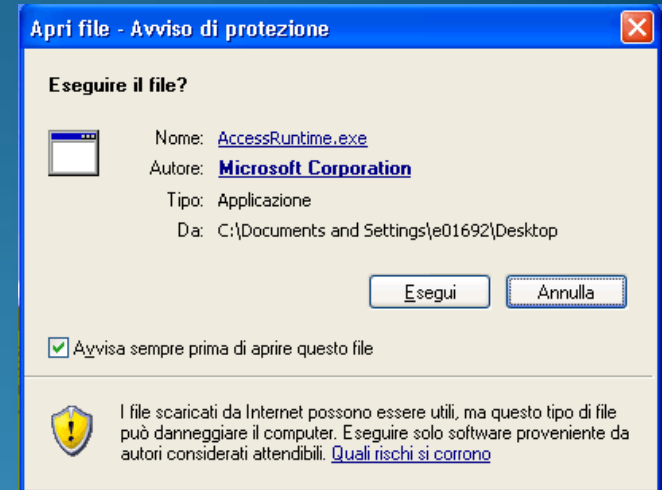 Apri file - Avviso di protezione
Eseguire il file?
Nome: AccessRuntime.exe
Autore: Microsoft Corporation
Tipo: Applicazione
Da: C:\Documents and Settings\e01692\Desktop
Esegui Annulla
Avvisa sempre prima di aprire questo file
I file scaricati da Internet possono essere utili, ma questo tipo di file
può danneggiare il computer. Eseguire solo software proveniente da
autori considerati attendibili. Quali rischi si corrono